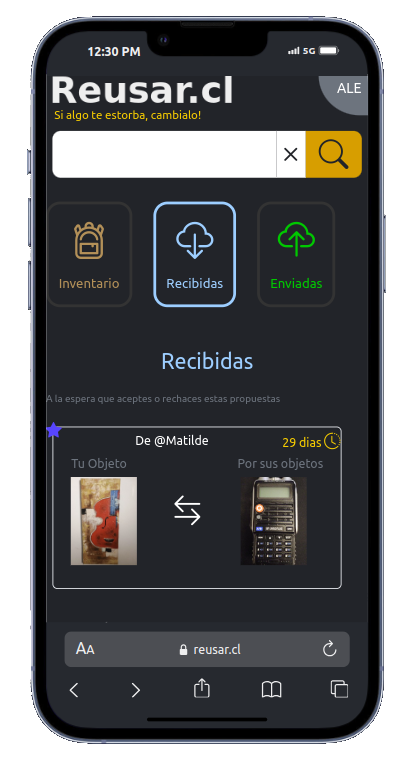 12:30 PM
5G
Reusar.cl
ALE
Si algo te estorba, cambialo!
Inventario
Recibidas
Enviadas
Recibidas
A la espera que aceptes o rechaces estas propuestas
De @Matilde
29 dias
Tu Objeto
Por sus objetos
AA
reusar.cl